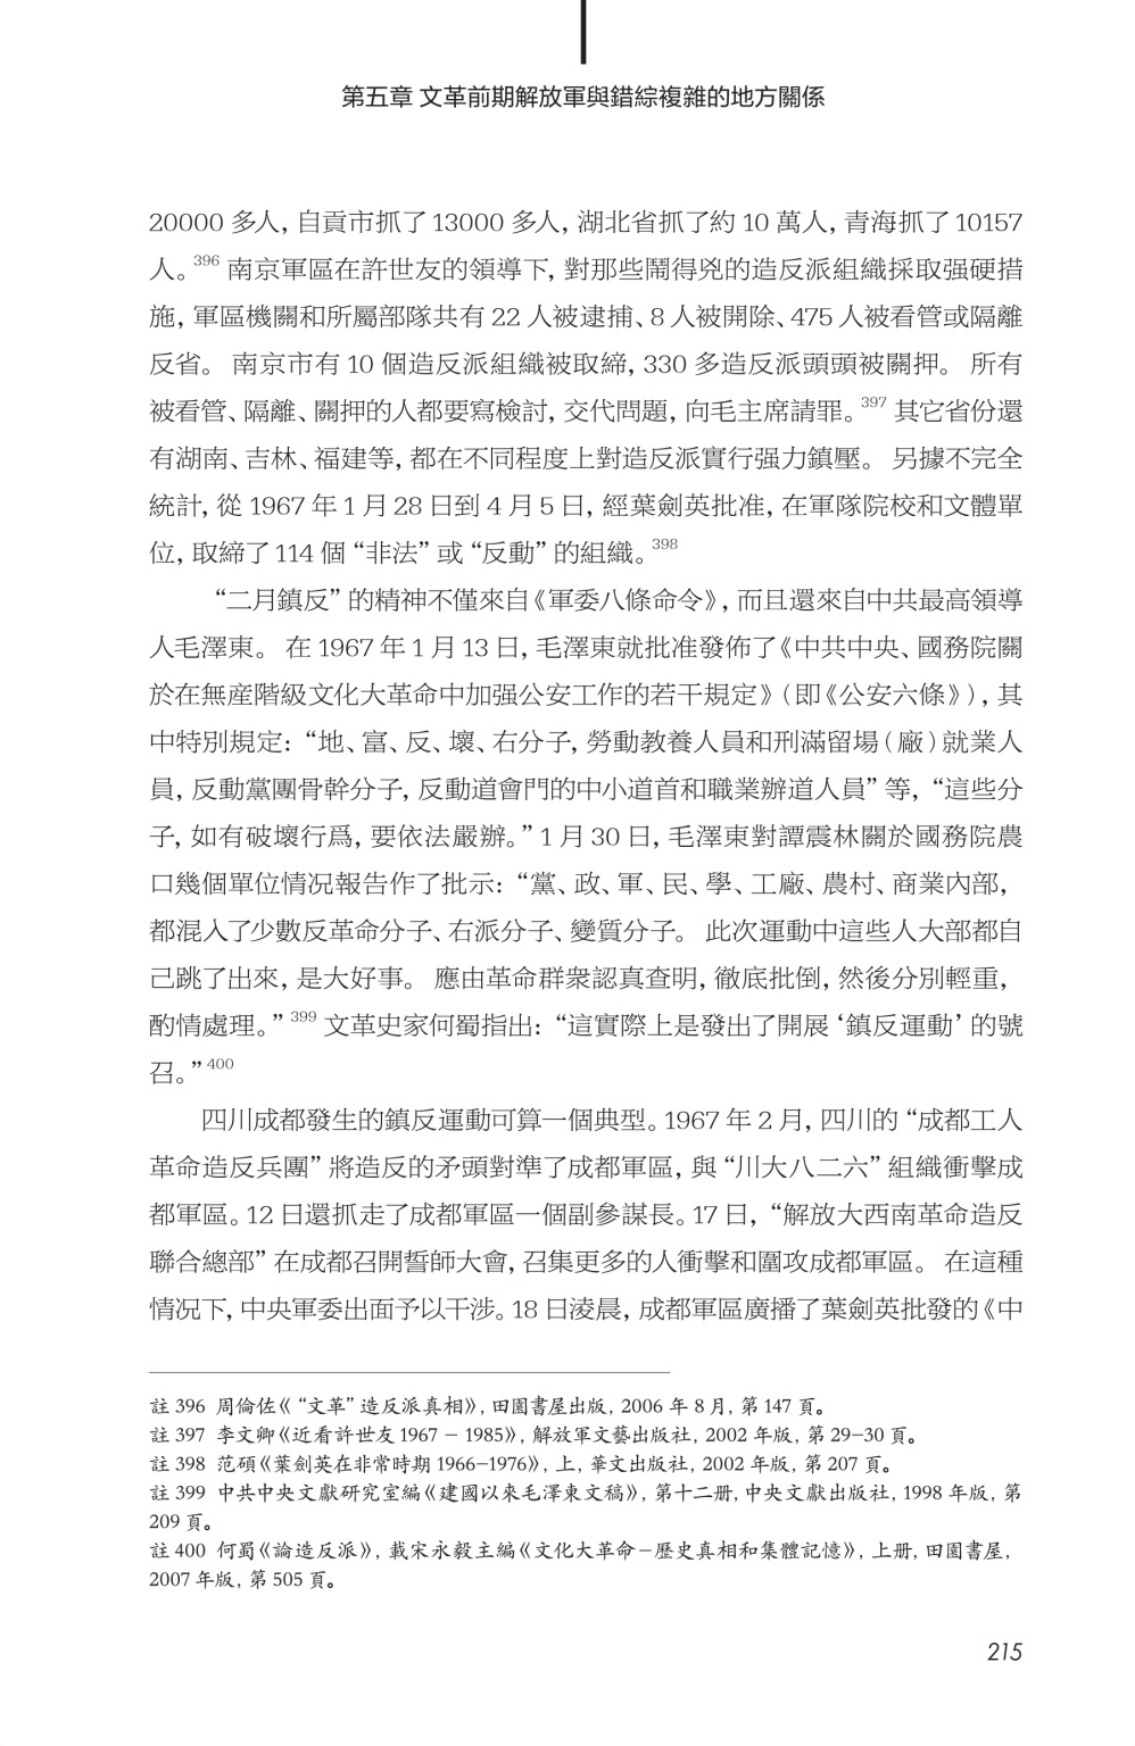 第五章 文革前期解放軍與錯綜複雜的地方關係
20000 多人, 自貢市抓了 13000 多人, 湖北省抓了約 10 萬人, 青海抓了 10157
人。396 南京軍區在許世友的領導下, 對那些鬧得兇的造反派組織採取强硬措
施, 軍區機關和所屬部隊共有 22 人被逮捕、8 人被開除、475 人被看管或隔離
反省。 南京市有 10 個造反派組織被取締, 330 多造反派頭頭被關押。 所有
被看管、隔離、關押的人都要寫檢討, 交代問題, 向毛主席請罪。397 其它省份還
有湖南、吉林、福建等, 都在不同程度上對造反派實行强力鎮壓。 另據不完全
統計, 從 1967 年 1 月 28 日到 4 月 5 日, 經葉劍英批准, 在軍隊院校和文體單
位, 取締了 114 個 “非法” 或 “反動” 的組織。398
“二月鎮反” 的精神不僅來自《軍委八條命令》, 而且還來自中共最高領導
人毛澤東。 在 1967 年 1 月 13 日, 毛澤東就批准發佈了《中共中央、國務院關
於在無産階級文化大革命中加强公安工作的若干規定》（即《公安六條》）, 其
中特別規定: “地、富、反、壞、右分子, 勞動教養人員和刑滿留場（廠）就業人
員, 反動黨團骨幹分子, 反動道會門的中小道首和職業辦道人員” 等, “這些分
子, 如有破壞行爲, 要依法嚴辦。” 1 月 30 日, 毛澤東對譚震林關於國務院農
口幾個單位情况報告作了批示: “黨、政、軍、民、學、工廠、農村、商業內部,
都混入了少數反革命分子、右派分子、變質分子。 此次運動中這些人大部都自
己跳了出來, 是大好事。 應由革命群衆認真查明, 徹底批倒, 然後分別輕重,
酌情處理。” 399 文革史家何蜀指出: “這實際上是發出了開展 ‘鎮反運動’ 的號
召。” 400
四川成都發生的鎮反運動可算一個典型。1967 年 2 月, 四川的 “成都工人
革命造反兵團” 將造反的矛頭對準了成都軍區, 與 “川大八二六” 組織衝擊成
都軍區。12 日還抓走了成都軍區一個副參謀長。17 日, “解放大西南革命造反
聯合總部” 在成都召開誓師大會, 召集更多的人衝擊和圍攻成都軍區。 在這種
情况下, 中央軍委出面予以干涉。18 日淩晨, 成都軍區廣播了葉劍英批發的《中
註 396 周倫佐《 “文革” 造反派真相》, 田園書屋出版, 2006 年 8 月, 第 147 頁。
註 397 李文卿《近看許世友 1967 – 1985》, 解放軍文藝出版社, 2002 年版, 第 29–30 頁。
註 398 范碩《葉劍英在非常時期 1966–1976》, 上, 華文出版社, 2002 年版, 第 207 頁。
註 399 中共中央文獻研究室編《建國以來毛澤東文稿》, 第十二册, 中央文獻出版社, 1998 年版, 第
209 頁。
註 400 何蜀《論造反派》, 載宋永毅主編《文化大革命－歷史真相和集體記憶》, 上册, 田園書屋,
2007 年版, 第 505 頁。
215